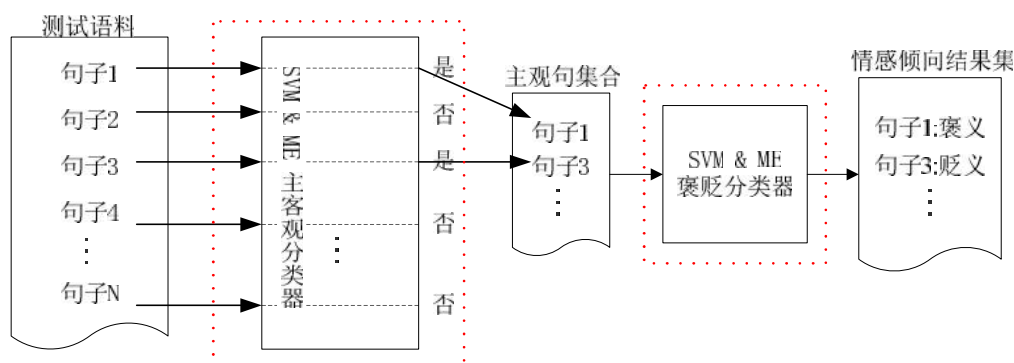 测试语料
句子1
句子2
句子3
句子4
⋮
句子N
SVM & ME 主客观分类器
⋮
是
否
是
否
否
主观句集合
句子1
句子3
⋮
SVM & ME
褒贬分类器
情感倾向结果集
句子1:褒义
句子3:贬义
⋮